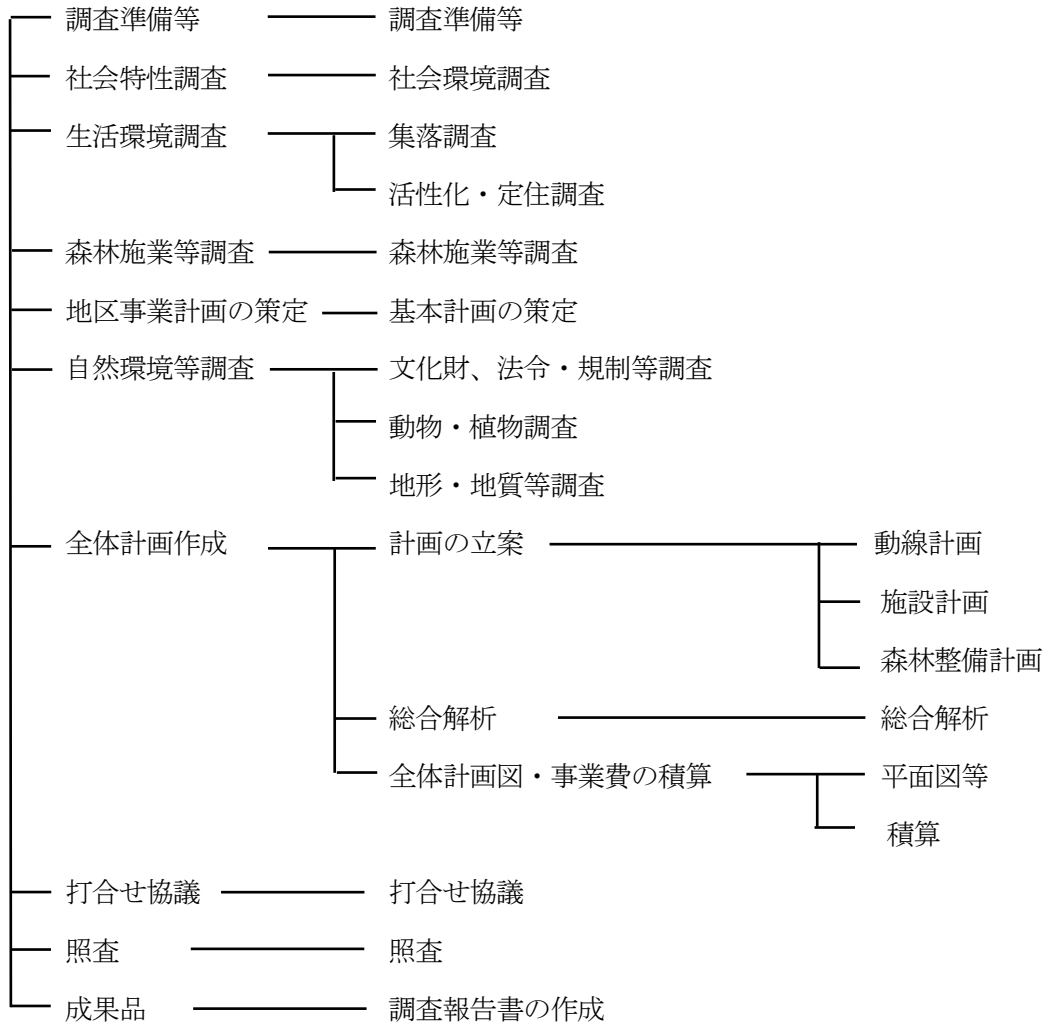 調査準備等 調査準備等
社会特性調査 社会環境調査
生活環境調査 集落調査
活性化・定住調査
森林施業等調査 森林施業等調査
地区事業計画の策定 基本計画の策定
自然環境等調査 文化財、法令・規制等調査
動物・植物調査
地形・地質等調査
全体計画作成 計画の立案 動線計画
施設計画
森林整備計画
総合解析 総合解析
全体計画図・事業費の積算 平面図等
積算
打合せ協議 打合せ協議
照査 照査
成果品 調査報告書の作成